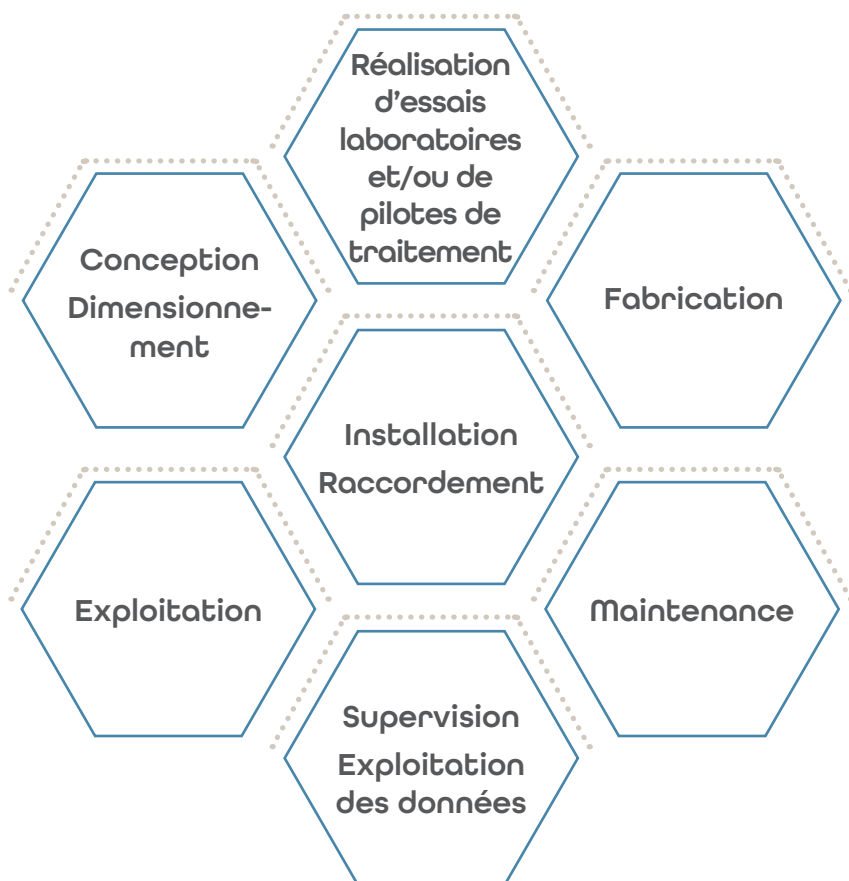 Réalisation
d'essais
laboratoires
et/ou de
pilotes de
traitement
Conception
Dimensionne-
ment
Fabrication
Installation
Raccordement
Exploitation
Maintenance
Supervision
Exploitation
des données